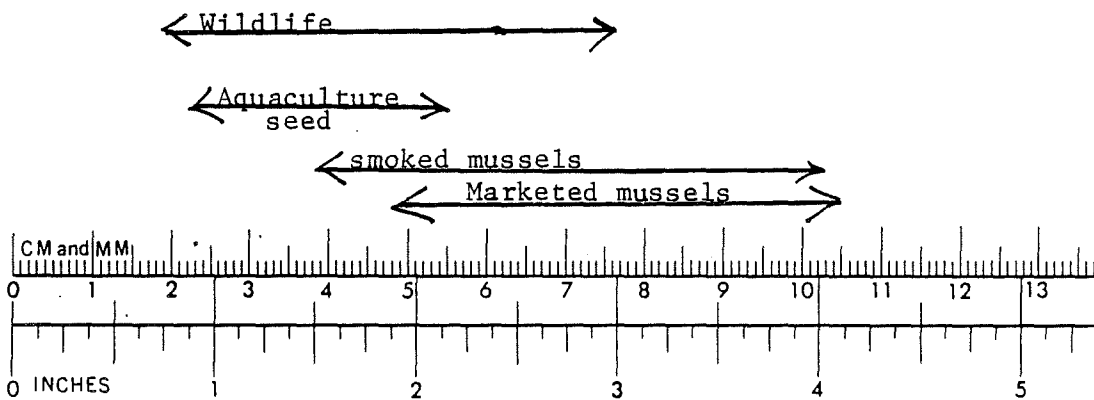 Wildlife
Aquaculture
seed
smoked mussels
Marketed mussels
CM and MM
0 1 2 3 4 5 6 7 8 9 10 11 12 13
0 INCHES 1 2 3 4 5